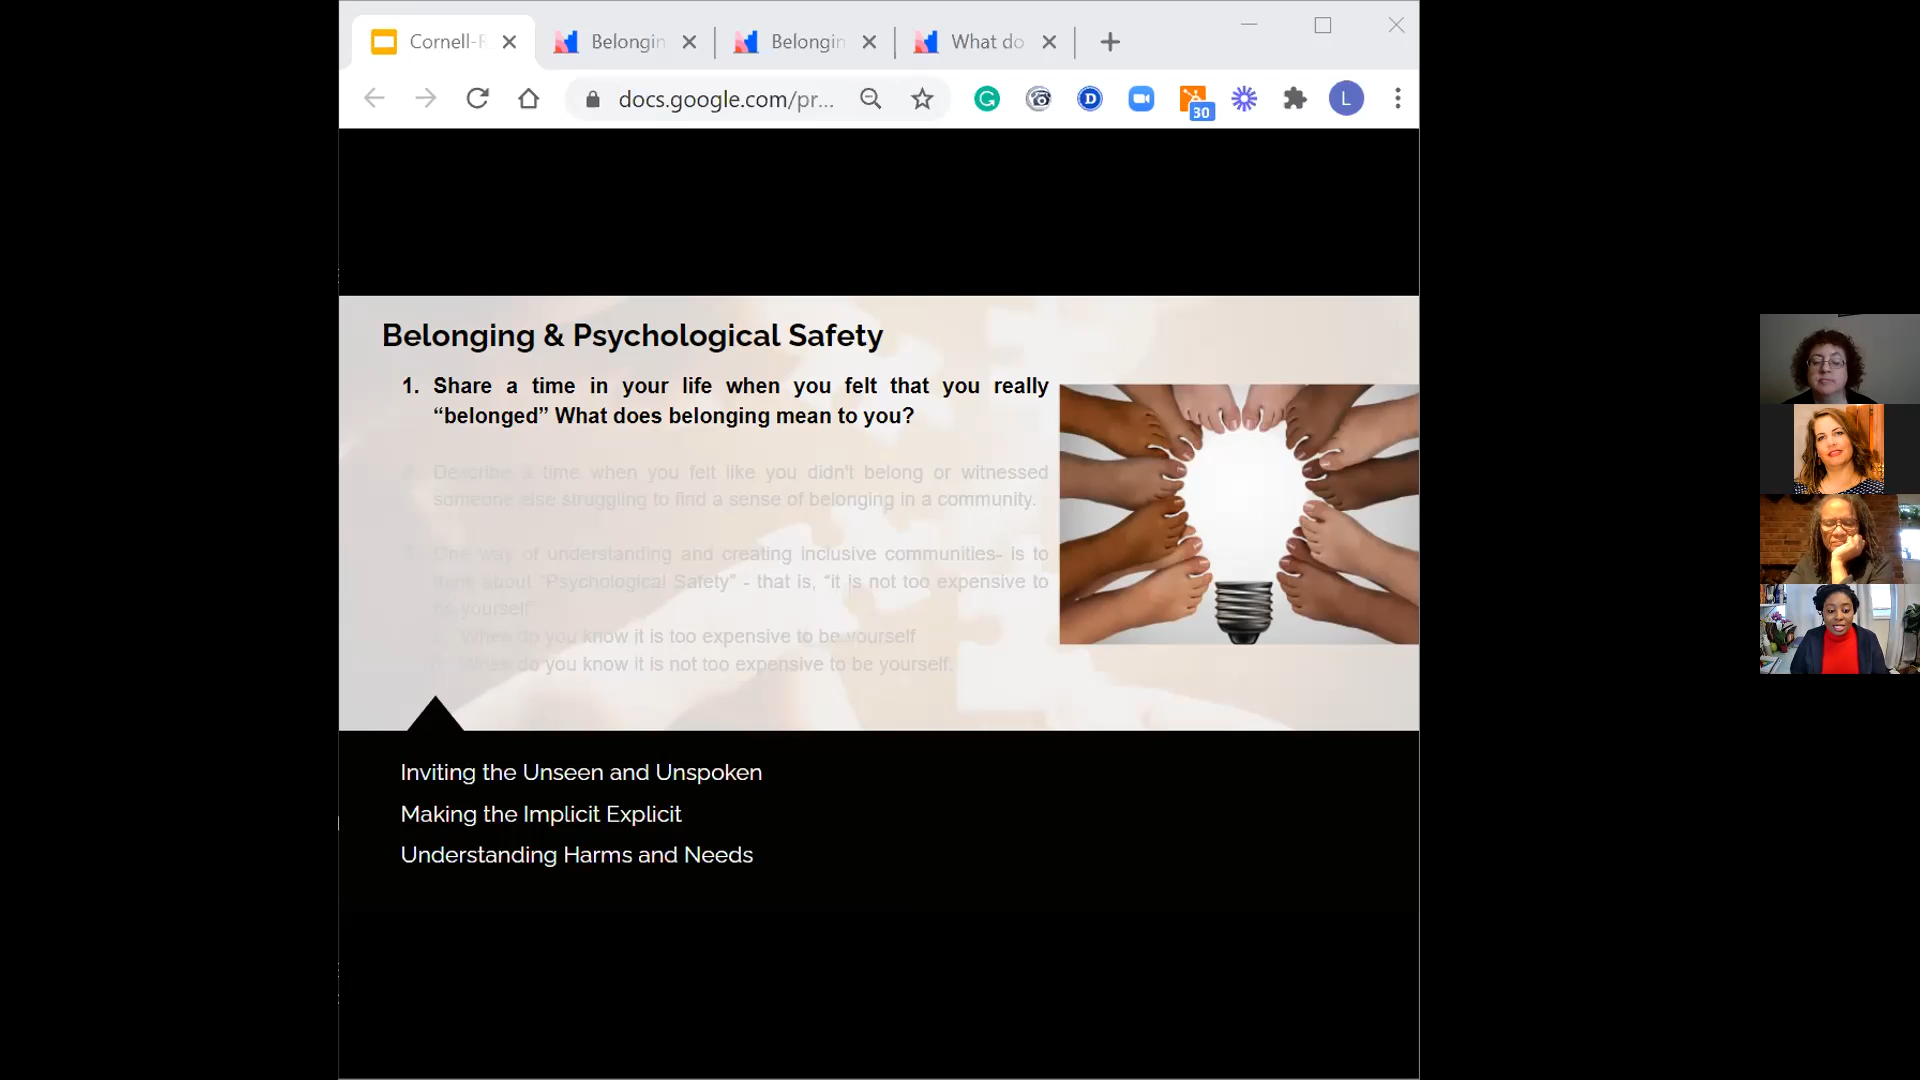 Cornell-R
Belongin
Belongin
What do
docs.google.com/pr...
D
30
L
Belonging & Psychological Safety
1. Share a time in your life when you felt that you really
“belonged” What does belonging mean to you?
Describe a time when you felt like you didn't belong or witnessed
someone else struggling to find a sense of belonging in a community.
One way of understanding and creating inclusive communities- is to
think about “Psychological Safety” - that is, “it is not too expensive to
be yourself”
When do you know it is too expensive to be yourself
When do you know it is not too expensive to be yourself.
Inviting the Unseen and Unspoken
Making the Implicit Explicit
Understanding Harms and Needs